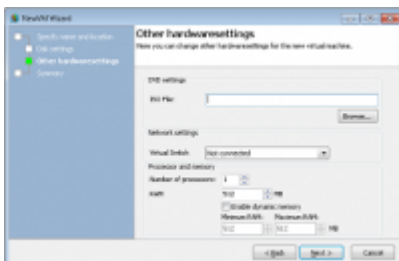 NewVM Wizard
Specify name and location
Disk settings
Other hardwaresettings
Summary
Other hardwaresettings
Here you can change other hardwaresettings for the new virtual machine.
DVD settings
ISO File:
Browse...
Network settings
Virtual Switch:
Not connected
Processor and memory
Number of processors:
1
RAM:
512
MB
Enable dynamic memory
Minimum RAM:
Maximum RAM:
512
512
MB
< Back
Next >
Cancel